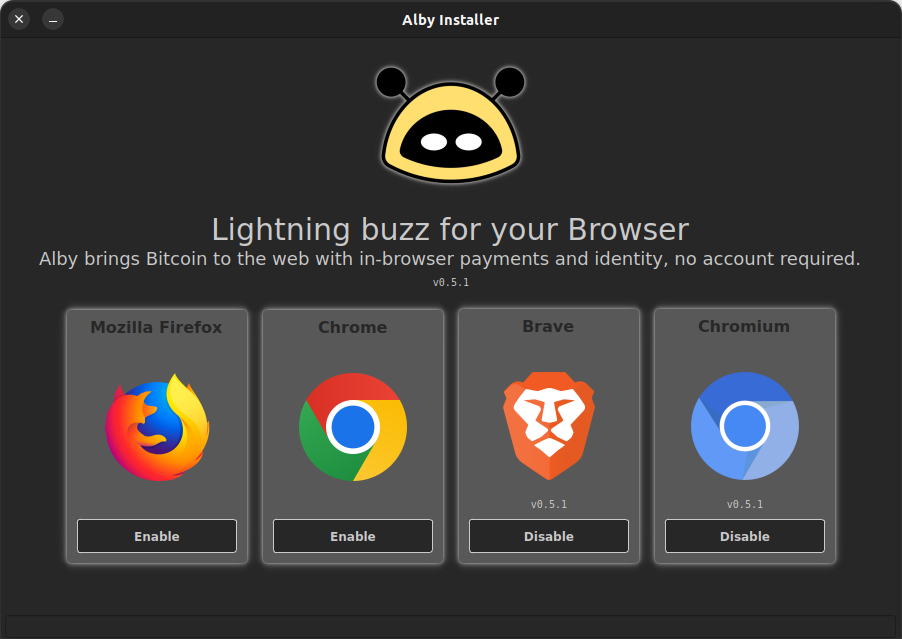 Alby Installer
Lightning buzz for your Browser
Alby brings Bitcoin to the web with in-browser payments and identity, no account required.
v0.5.1
Mozilla Firefox
Enable
Chrome
Enable
Brave
v0.5.1
Disable
Chromium
v0.5.1
Disable